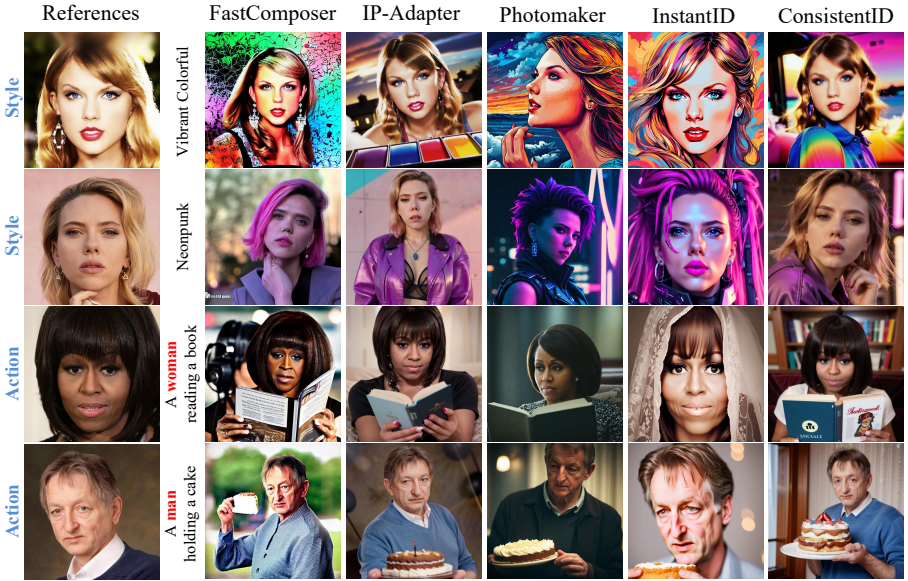 References FastComposer IP-Adapter Photomaker InstantID ConsistentID
Style
Vibrant Colorful
Style
Neonpunk
Action
A woman
reading a book
Action
A man
holding a cake